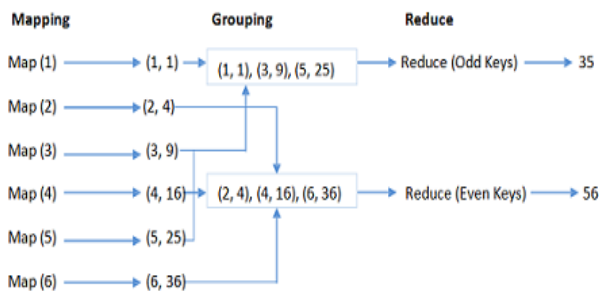 Mapping Grouping Reduce
Map (1) (1, 1) (1, 1), (3, 9), (5, 25) Reduce (Odd Keys) 35
Map (2) (2, 4)
Map (3) (3, 9)
Map (4) (4, 16) (2, 4), (4, 16), (6, 36) Reduce (Even Keys) 56
Map (5) (5, 25)
Map (6) (6, 36)